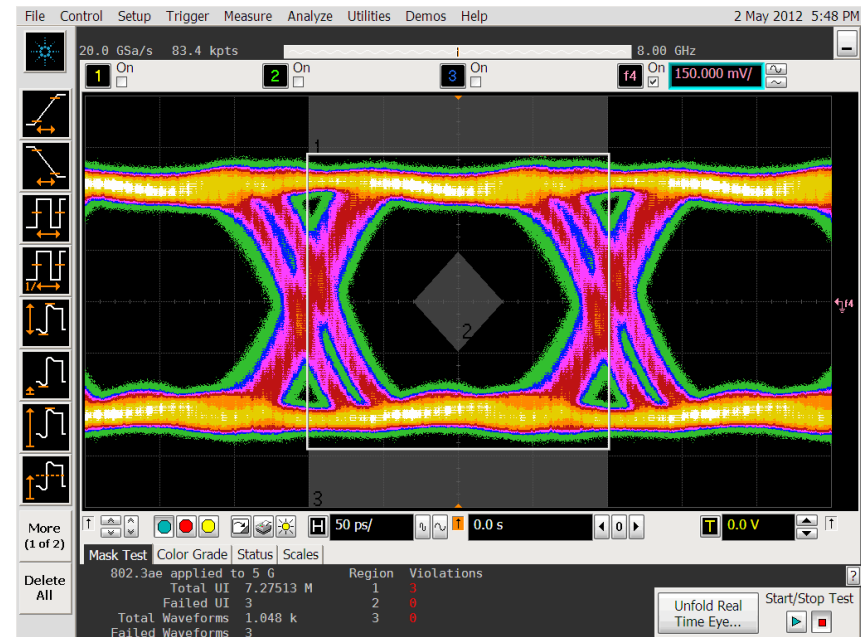 File Control Setup Trigger Measure Analyze Utilities Demos Help 2 May 2012 5:48 PM
20.0 GSa/s 83.4 kpts 8.00 GHz
1 On 2 On 3 On f4 On 150.000 mV/
1
2
f4
3
More
(1 of 2)
Delete
All
H 50 ps/ 0.0 s 0 T 0.0 V
Mask Test Color Grade Status Scales
802.3ae applied to 5 G Region Violations
Total UI 7.27513 M 1 3
Failed UI 3 2 0
Total Waveforms 1.048 k 3 0
Failed Waveforms 3
?
Unfold Real
Time Eye...
Start/Stop Test